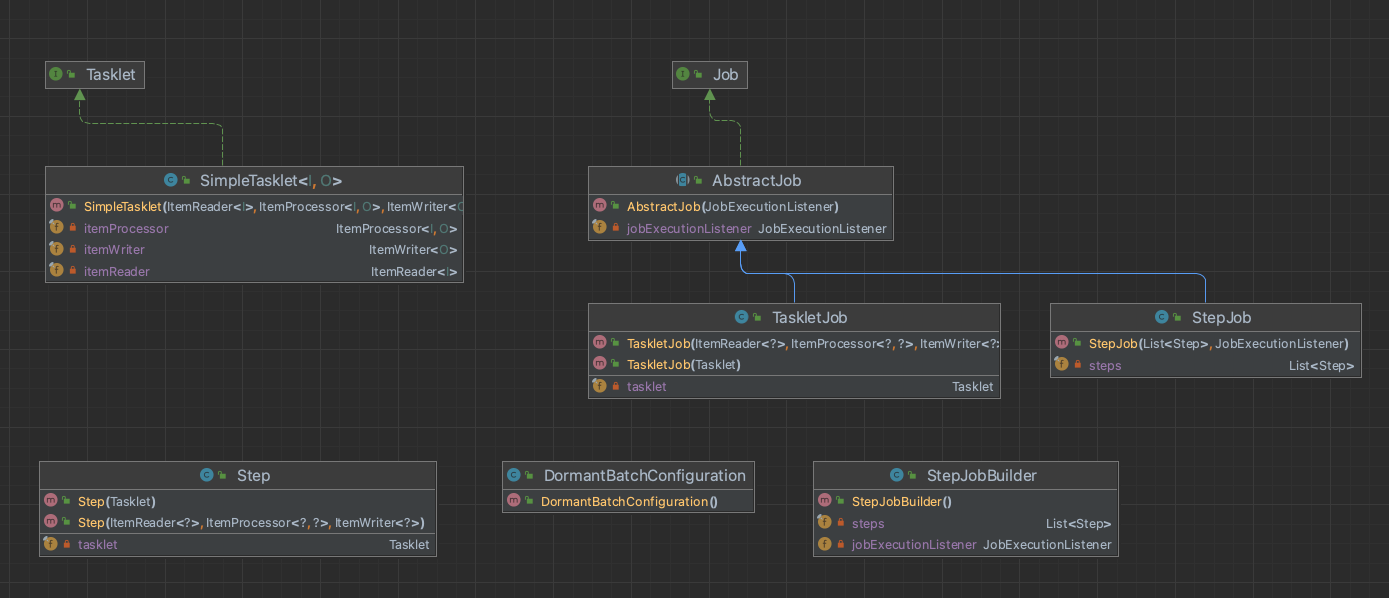 Tasklet
Job
SimpleTasklet<I, O>
SimpleTasklet(ItemReader<I>, ItemProcessor<I, O>, ItemWriter<O
itemProcessor ItemProcessor<I, O>
itemWriter ItemWriter<O>
itemReader ItemReader<I>
AbstractJob
AbstractJob(JobExecutionListener)
jobExecutionListener JobExecutionListener
TaskletJob
TaskletJob(ItemReader<?>, ItemProcessor<?, ?>, ItemWriter<?>
TaskletJob(Tasklet)
tasklet Tasklet
StepJob
StepJob(List<Step>, JobExecutionListener)
steps List<Step>
Step
Step(Tasklet)
Step(ItemReader<?>, ItemProcessor<?, ?>, ItemWriter<?>)
tasklet Tasklet
DormantBatchConfiguration
DormantBatchConfiguration()
StepJobBuilder
StepJobBuilder()
steps List<Step>
jobExecutionListener JobExecutionListener